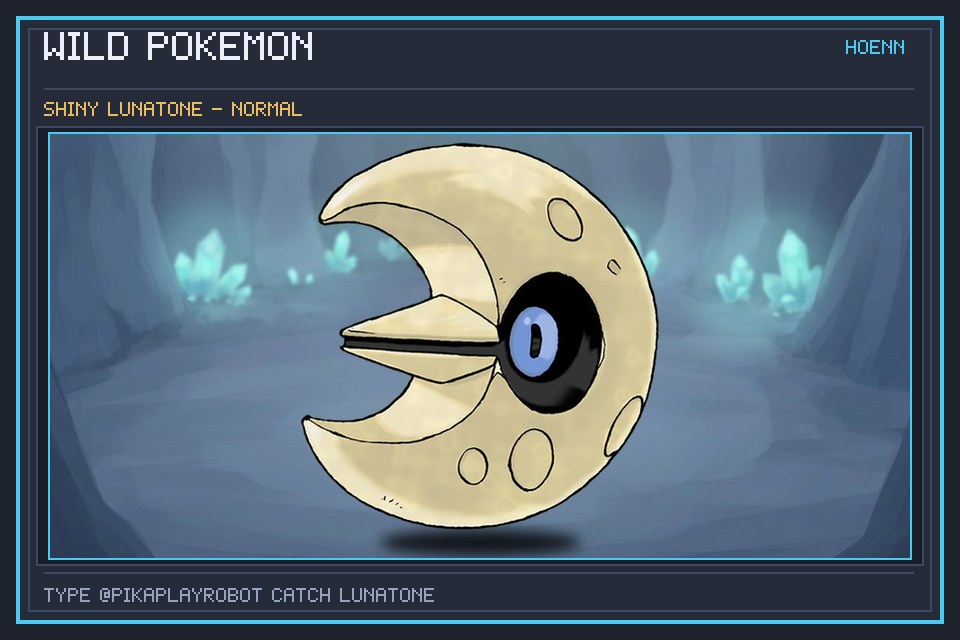 WILD POKEMON
HOENN
SHINY LUNATONE - NORMAL
TYPE @PIKAPLAYROBOT CATCH LUNATONE